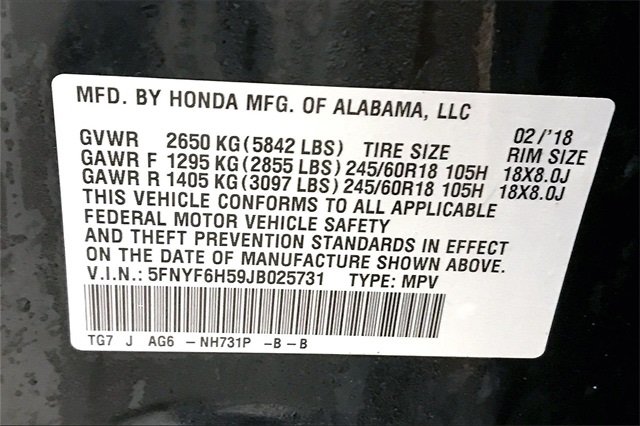 MFD. BY HONDA MFG. OF ALABAMA, LLC
02/'18
GVWR 2650 KG(5842 LBS) TIRE SIZE RIM SIZE
GAWR F 1295 KG(2855 LBS) 245/60R18 105H 18X8.0J
GAWR R 1405 KG(3097 LBS) 245/60R18 105H 18X8.0J
THIS VEHICLE CONFORMS TO ALL APPLICABLE
FEDERAL MOTOR VEHICLE SAFETY
AND THEFT PREVENTION STANDARDS IN EFFECT
ON THE DATE OF MANUFACTURE SHOWN ABOVE.
V.I.N.: 5FNYF6H59JB025731 TYPE: MPV
TG7 J AG6 -NH731P -B-B